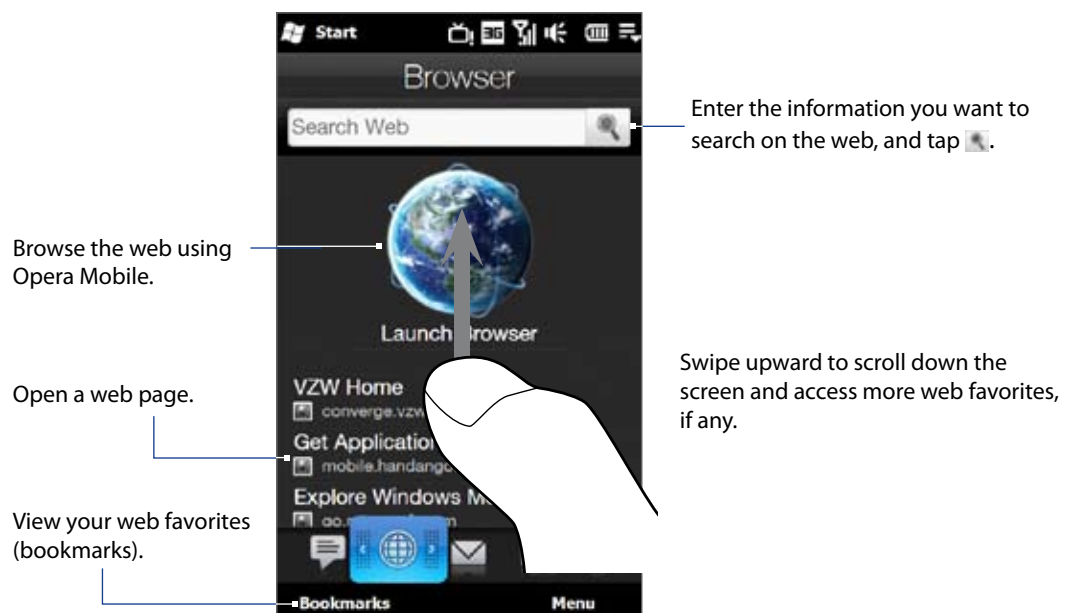 Start
3G
Browser
Search Web
Enter the information you want to
search on the web, and tap .
Browse the web using
Opera Mobile.
Launch Browser
Swipe upward to scroll down the
screen and access more web favorites,
if any.
VZW Home
converge.vzw
Open a web page.
Get Application
mobile.handango
Explore Windows
View your web favorites
(bookmarks).
Bookmarks
Menu